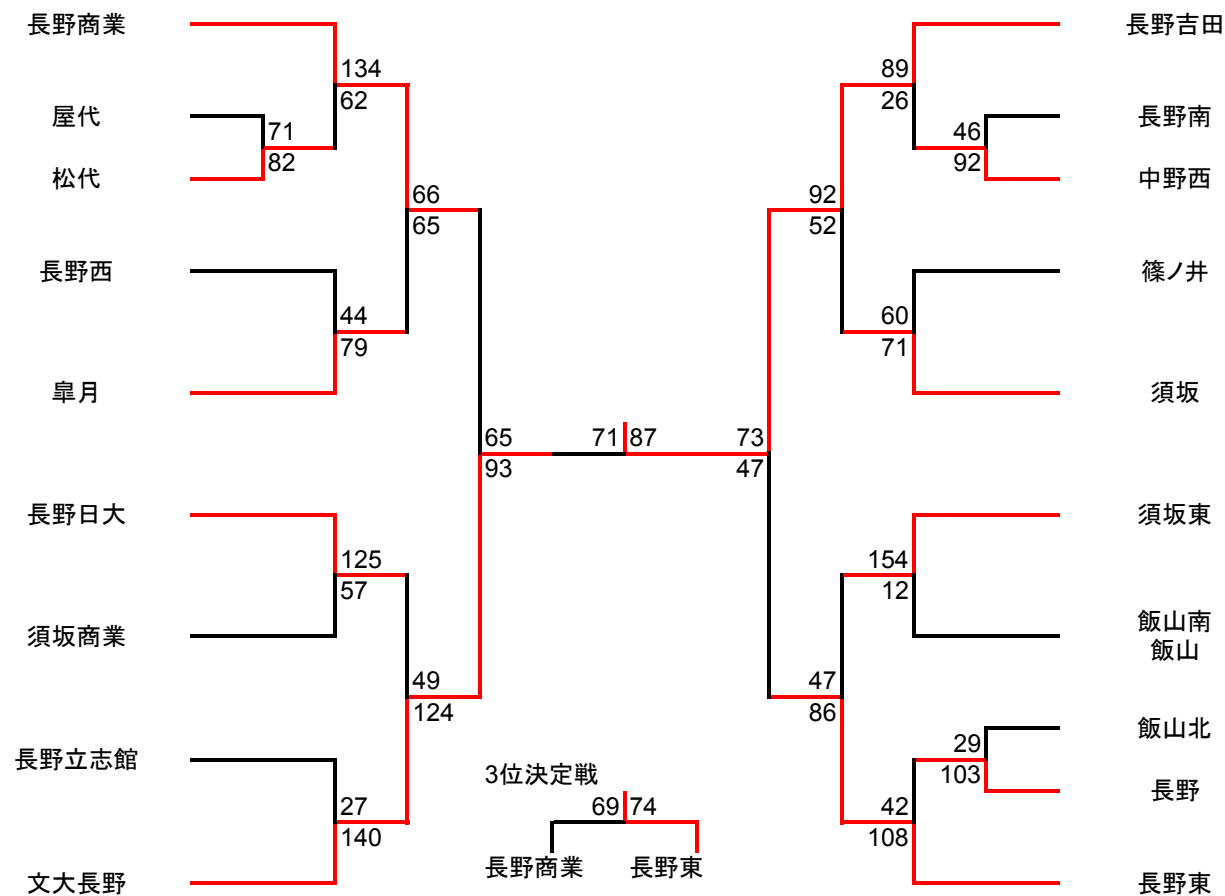 長野商業
134
62
屋代
71
82
松代
66
65
長野西
44
79
皐月
65
93
長野日大
125
57
須坂商業
49
124
長野立志館
27
140
文大長野
71 87
3位決定戦
69 74
長野商業 長野東
長野吉田
89
26
長野南
46
92
中野西
92
52
篠ノ井
60
71
須坂
73
47
須坂東
154
12
飯山南
飯山
47
86
飯山北
29
103
長野
42
108
長野東